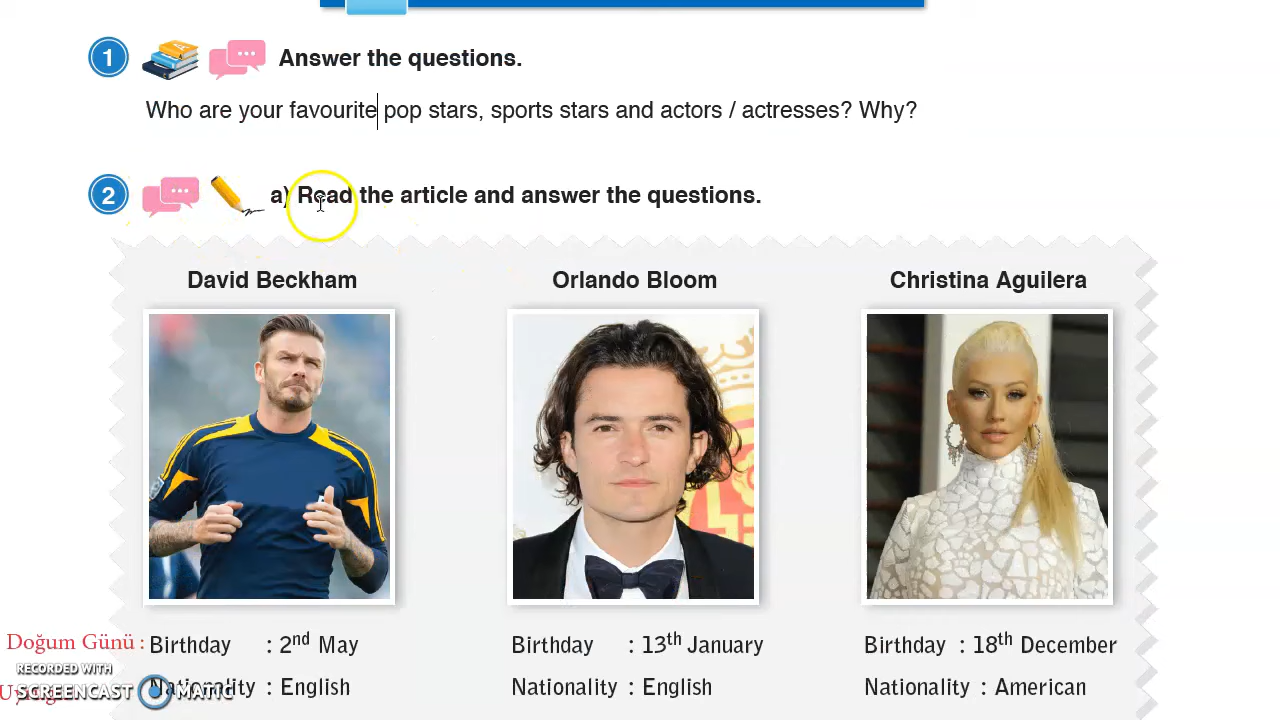 1 Answer the questions.
Who are your favourite pop stars, sports stars and actors / actresses? Why?
2 a) Read the article and answer the questions.
David Beckham Orlando Bloom Christina Aguilera
Doğum Günü : Birthday : 2nd May Birthday : 13th January Birthday : 18th December
RECORDED WITH
SCREENCAST MATIC
Nationality : English Nationality : English Nationality : American